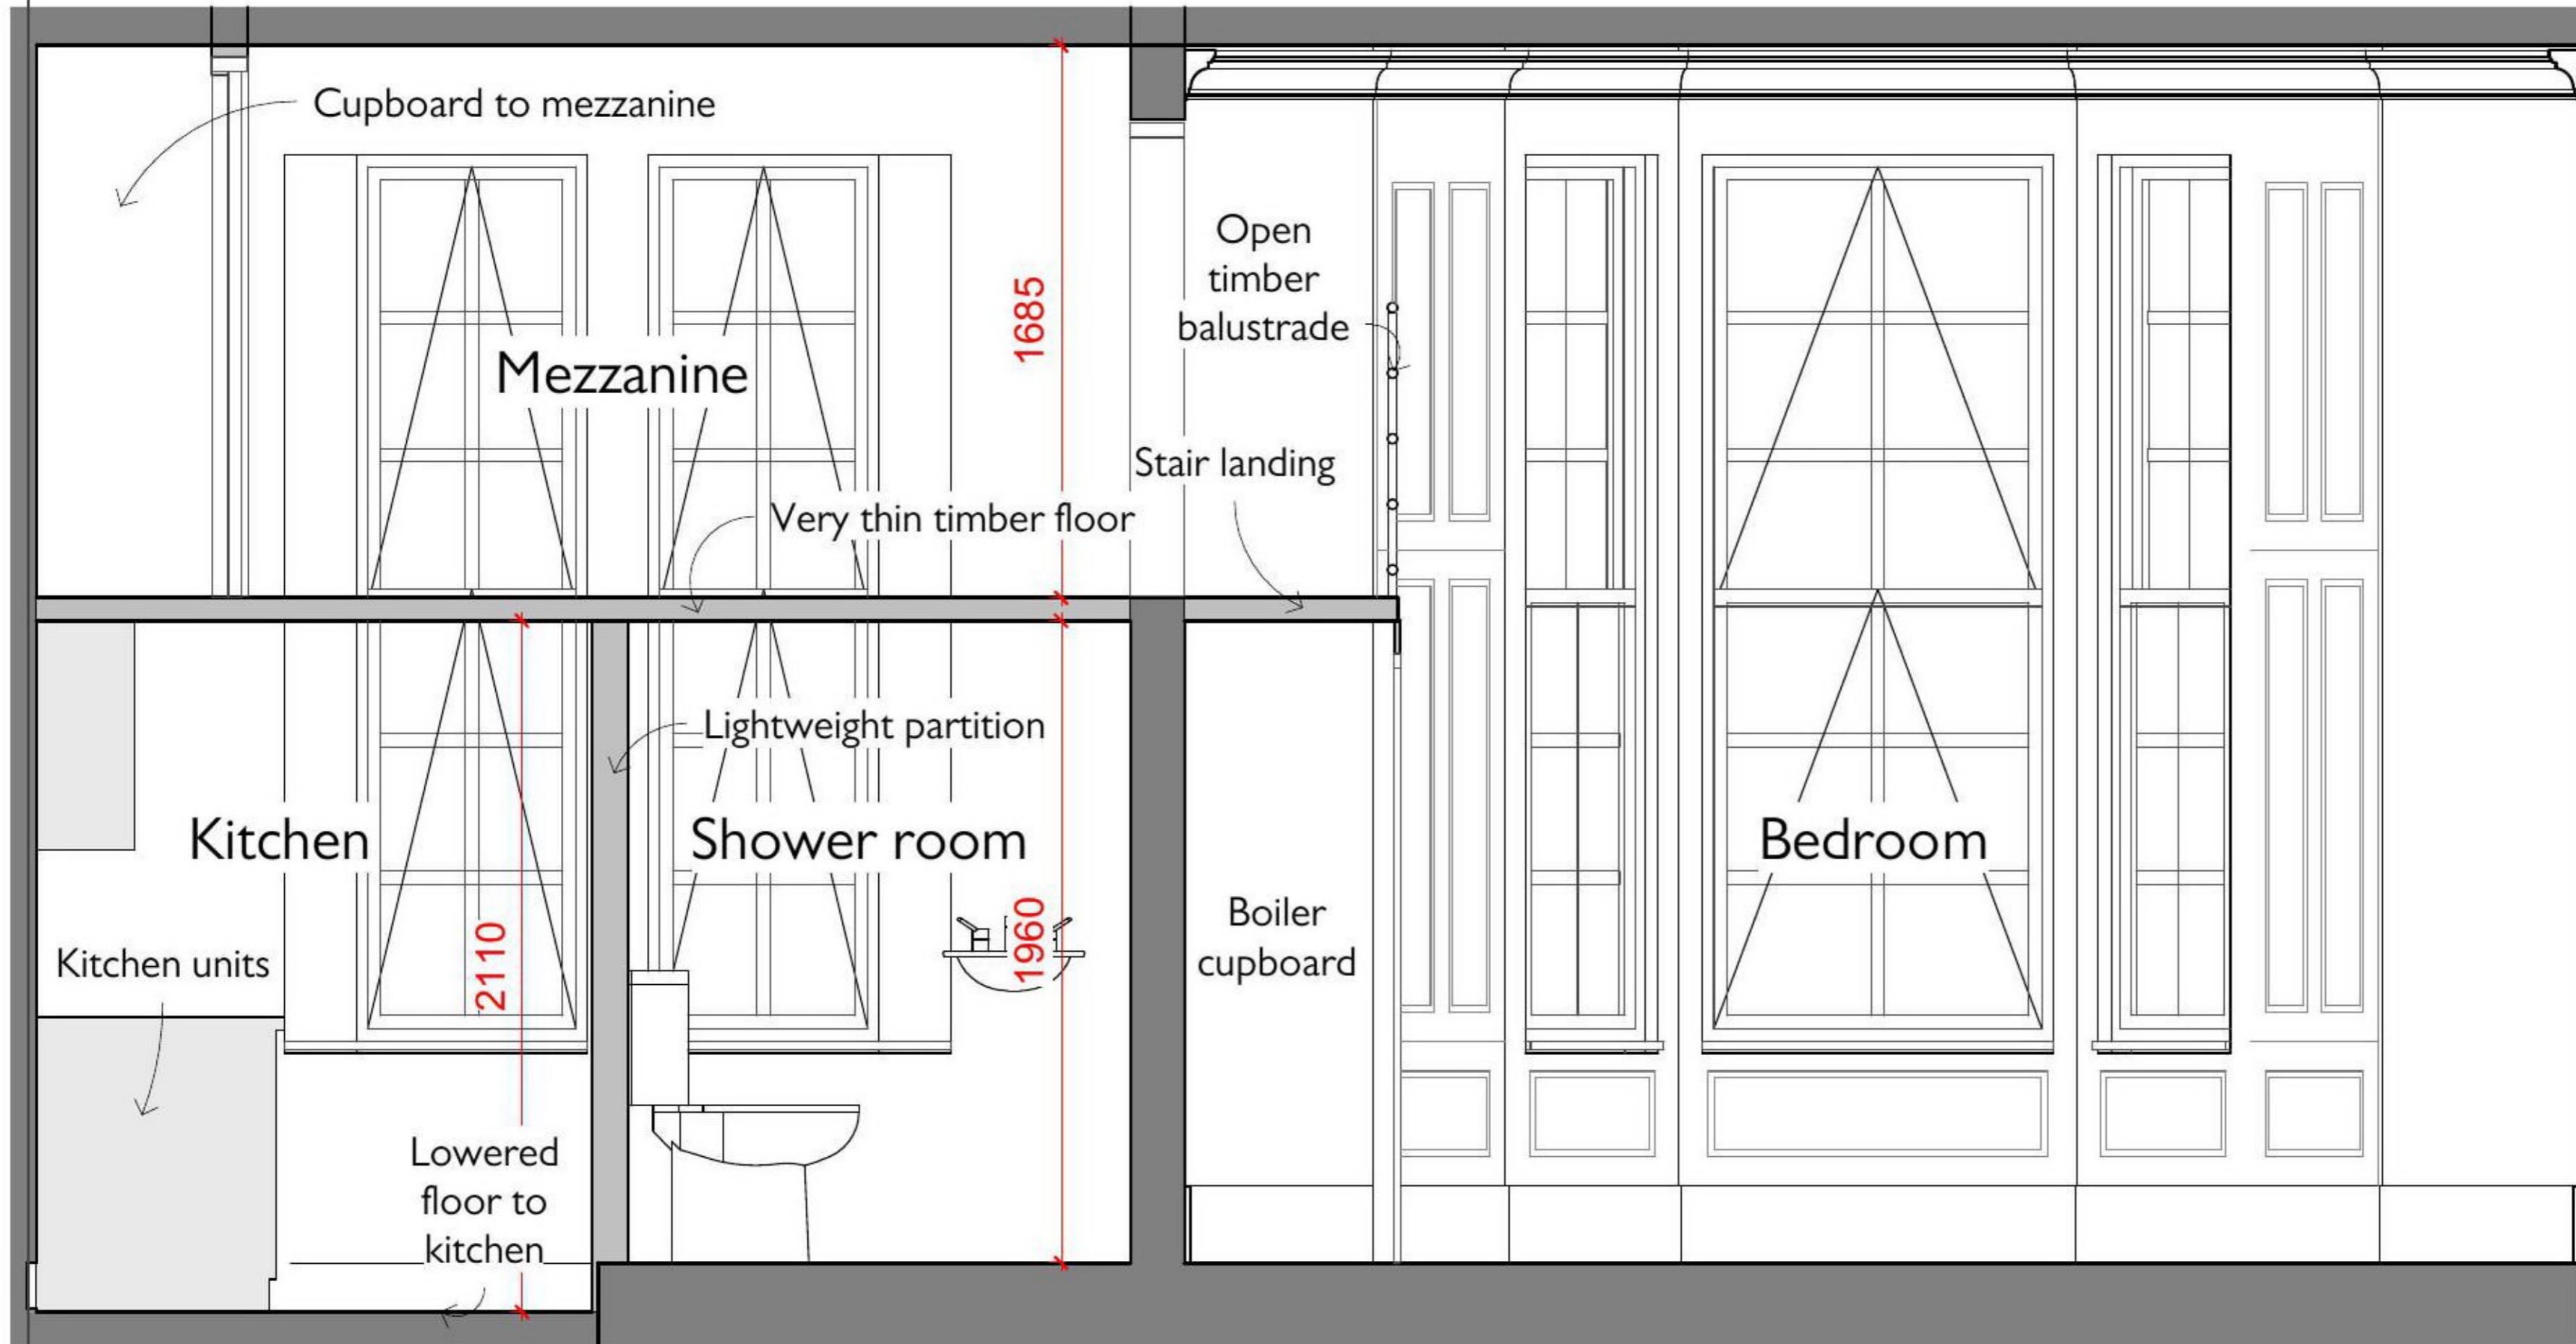 Cupboard to mezzanine
Open
timber
balustrade
1685
Mezzanine
Stair landing
Very thin timber floor
Lightweight partition
Kitchen
Shower room
Bedroom
Boiler
cupboard
Kitchen units
2110
1960
Lowered
floor to
kitchen